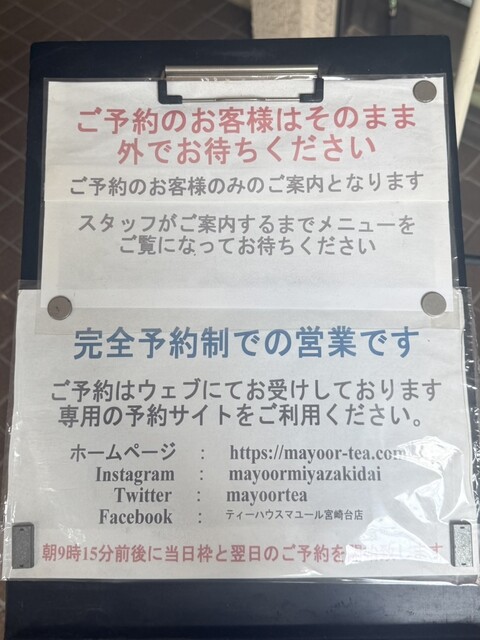 ご予約のお客様はそのまま
外でお待ちください
ご予約のお客様のみのご案内となります
スタッフがご案内するまでメニューを
ご覧になってお待ちください
完全予約制での営業です
ご予約はウェブにてお受けしております
専用の予約サイトをご利用ください。
ホームページ : https://mayoor-tea.com
Instagram : mayoormiyazakidai
Twitter : mayoortea
Facebook : ティーハウスマユール宮崎台店
朝9時15分前後に当日枠と翌日のご予約を